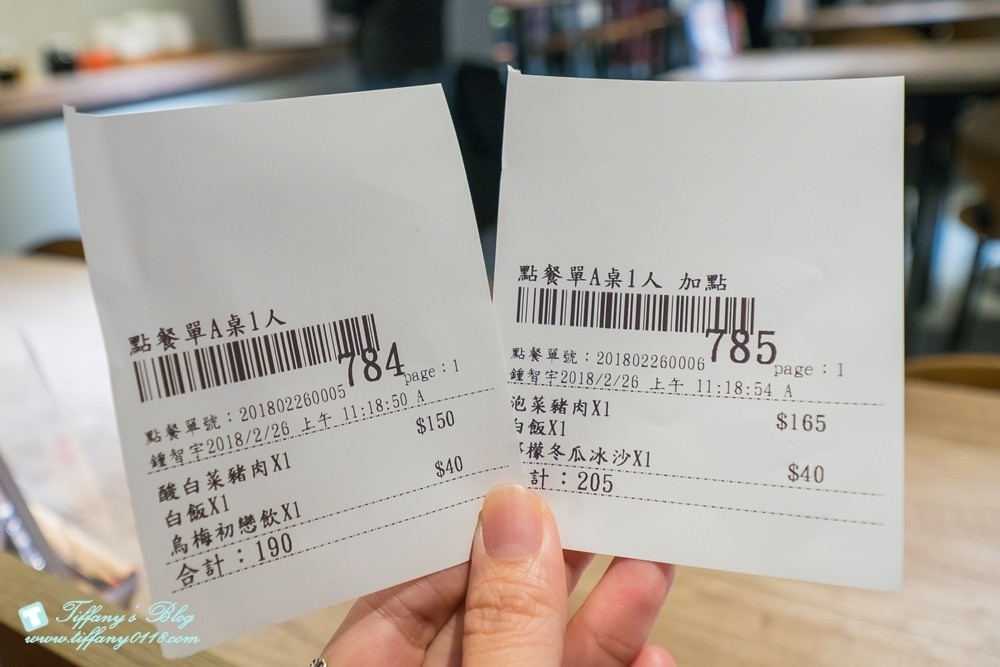 點餐單A桌1人
784
page：1
點餐單號：201802260005
鍾智宇2018/2/26 上午 11:18:50 A
酸白菜豬肉X1 $150
白飯X1
烏梅初戀飲X1 $40
合計：190
點餐單A桌1人 加點
785
page：1
點餐單號：201802260006
鍾智宇2018/2/26 上午 11:18:54 A
泡菜豬肉X1 $165
白飯X1
檬冬瓜冰沙X1 $40
計：205
Tiffany's Blog
www.tiffany0118.com